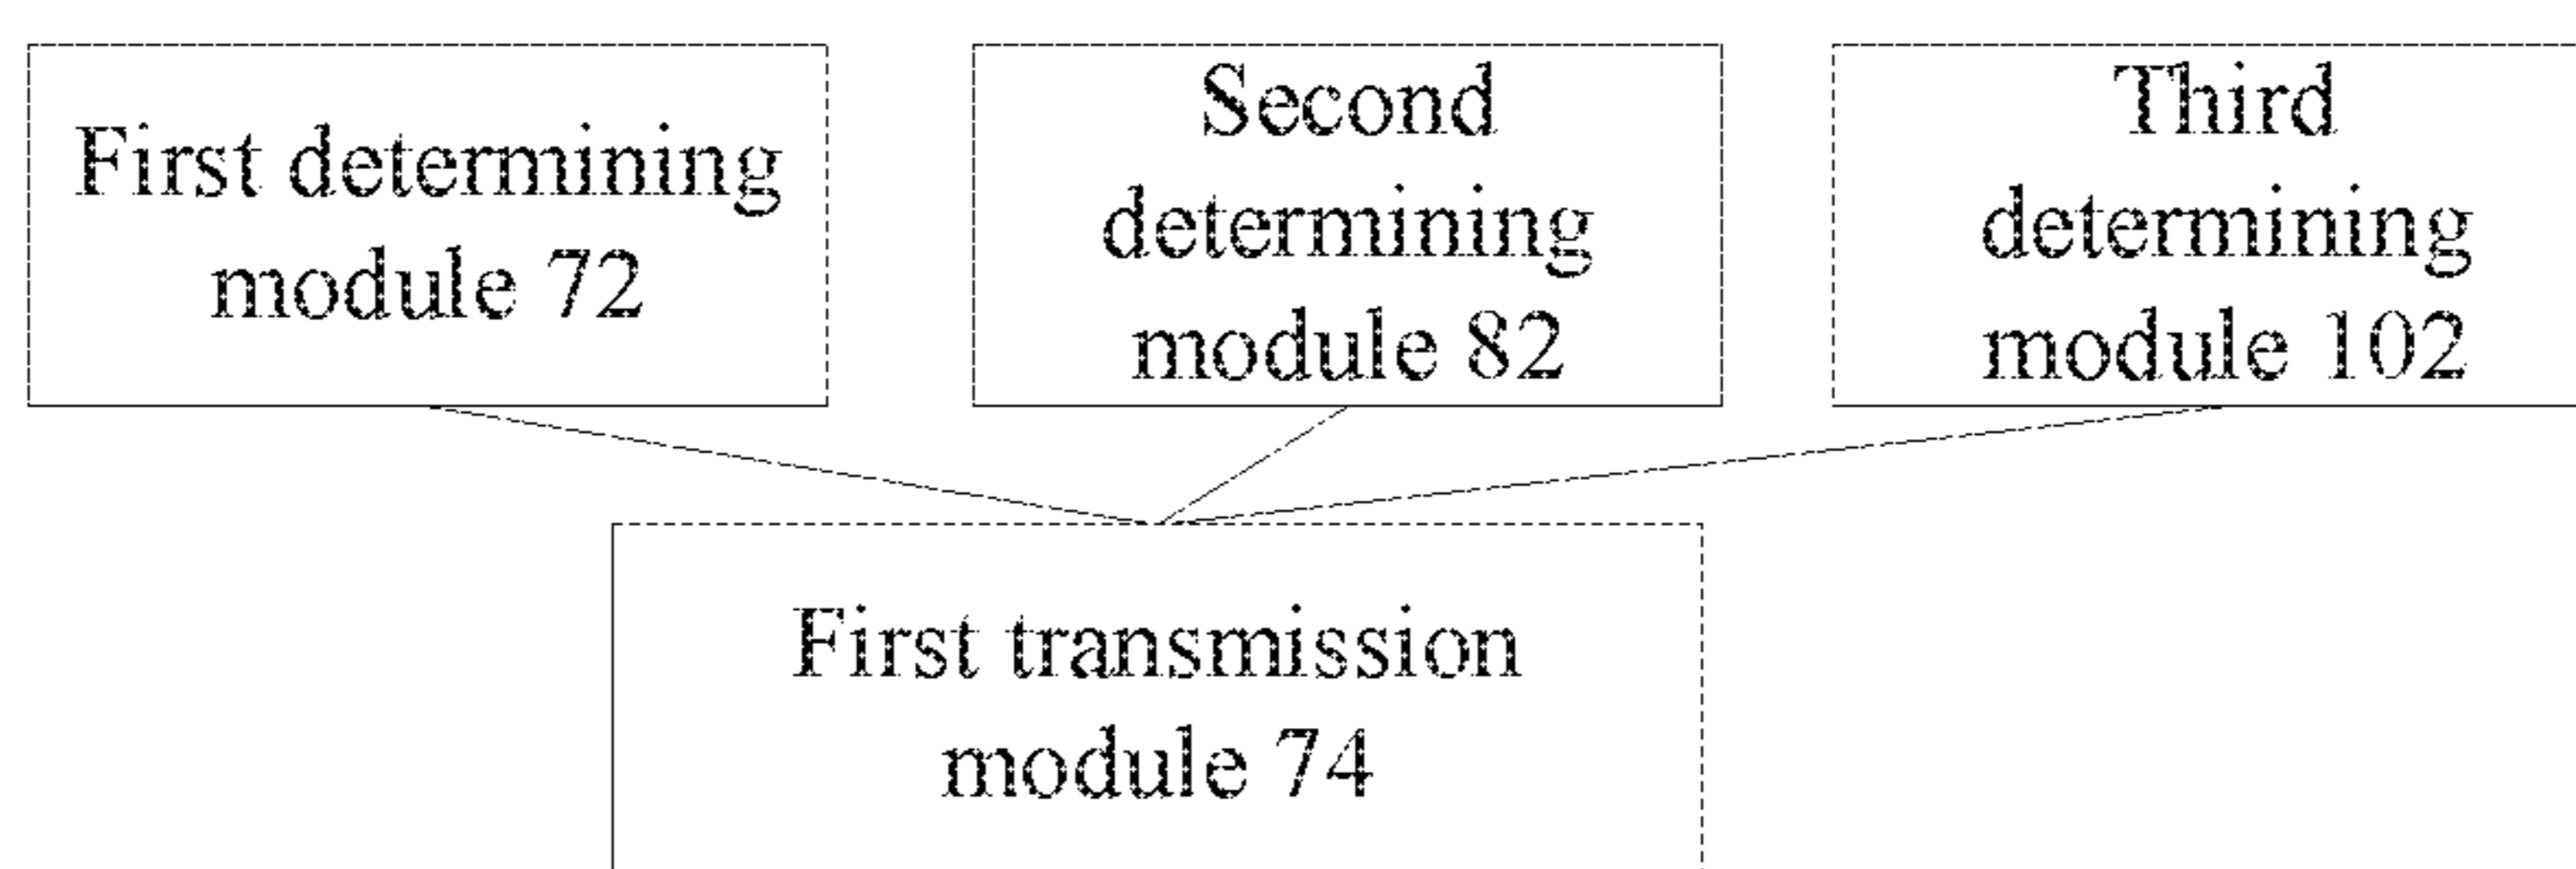 First determining
module 72
Second
determining
module 82
Third
determining
module 102
First transmission
module 74